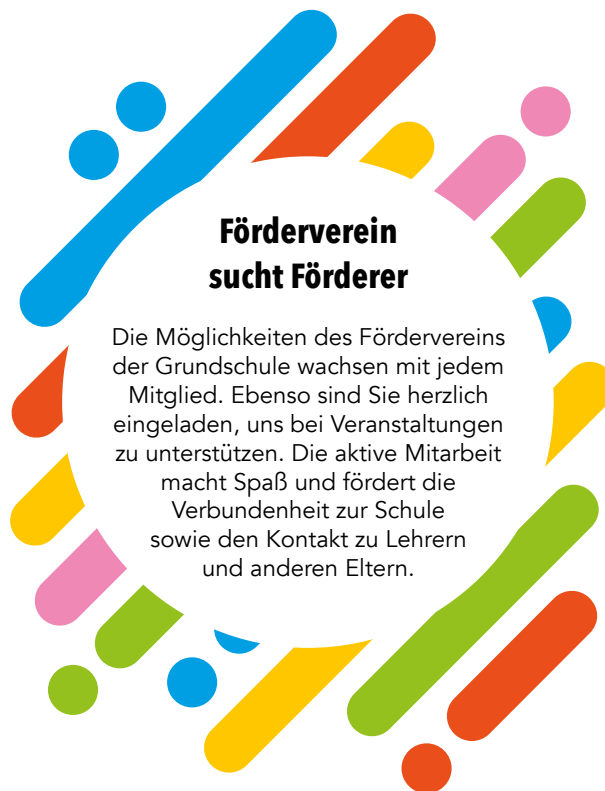 Förderverein
sucht Förderer
Die Möglichkeiten des Fördervereins
der Grundschule wachsen mit jedem
Mitglied. Ebenso sind Sie herzlich
eingeladen, uns bei Veranstaltungen
zu unterstützen. Die aktive Mitarbeit
macht Spaß und fördert die
Verbundenheit zur Schule
sowie den Kontakt zu Lehrern
und anderen Eltern.